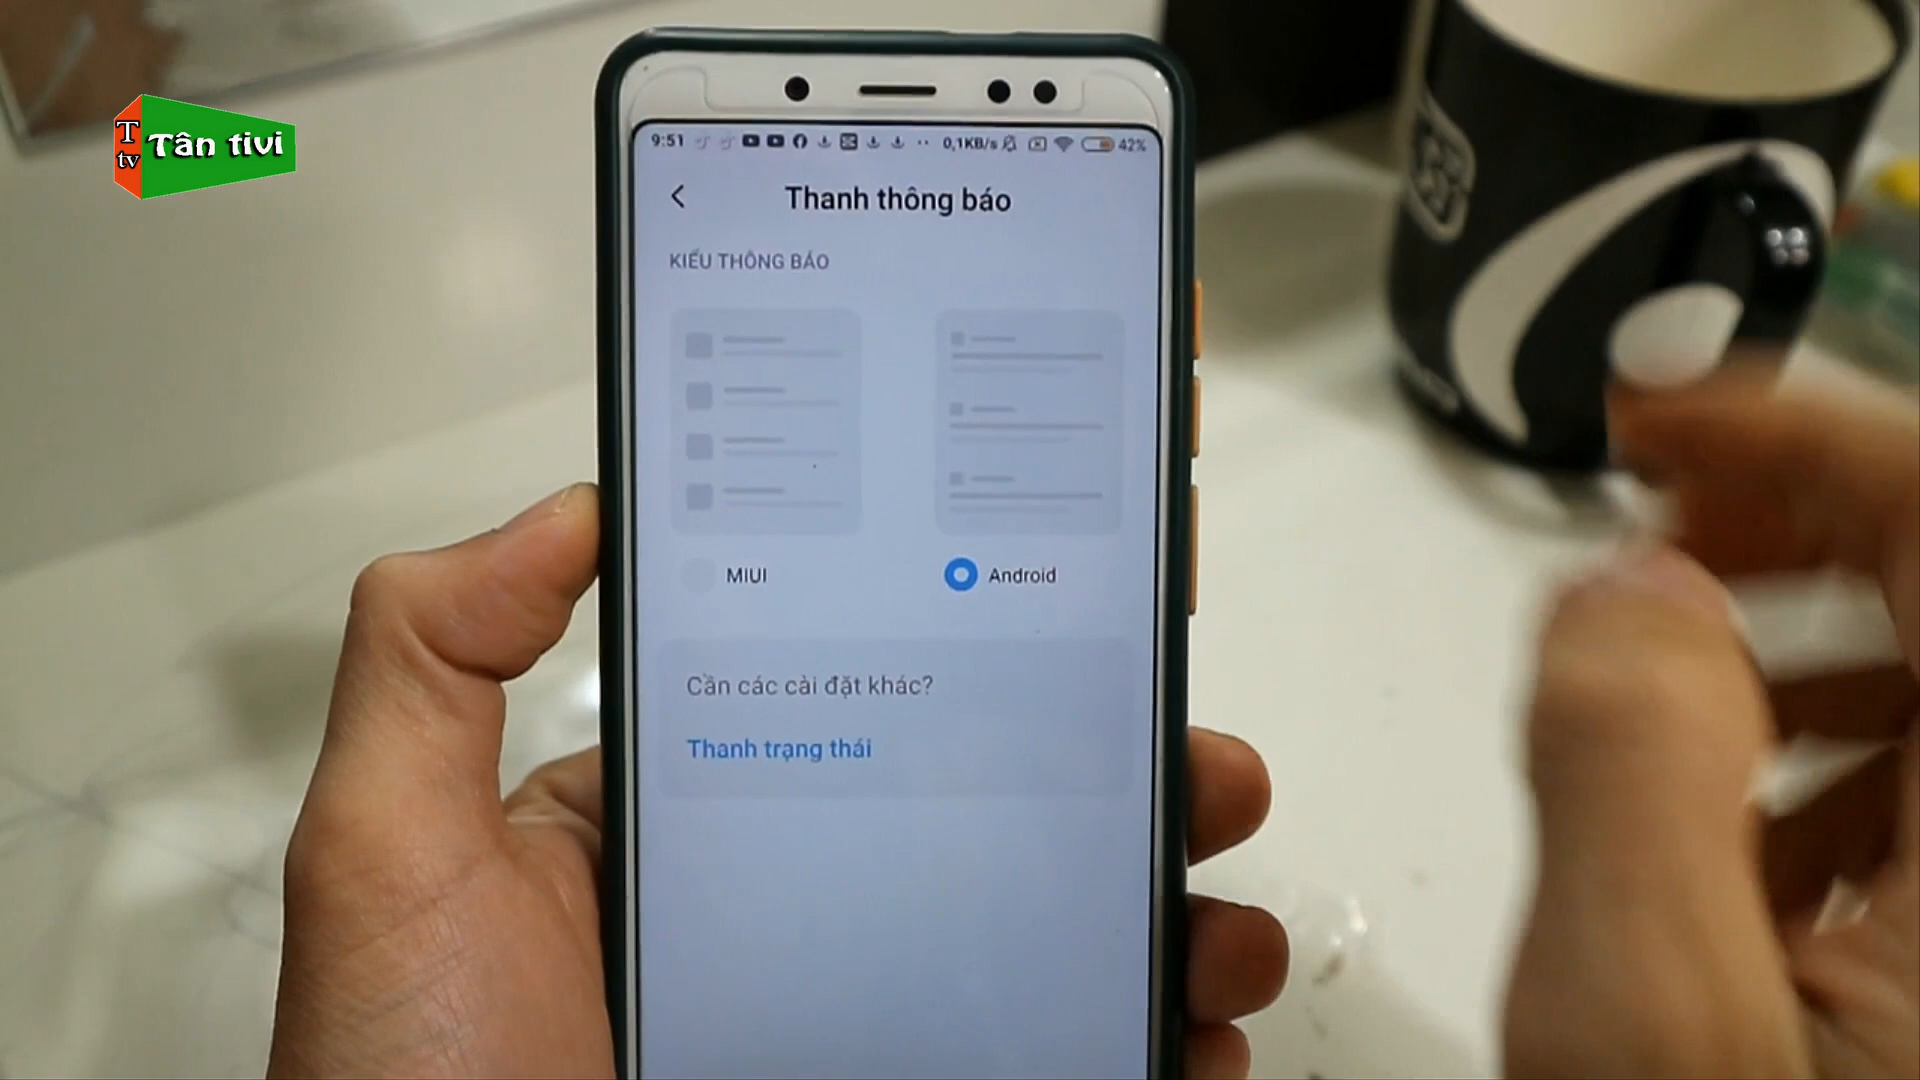 T
tv
Tân tivi
9:51
0,1KB/s
42%
Thanh thông báo
KIỂU THÔNG BÁO
MIUI
Android
Cần các cài đặt khác?
Thanh trạng thái